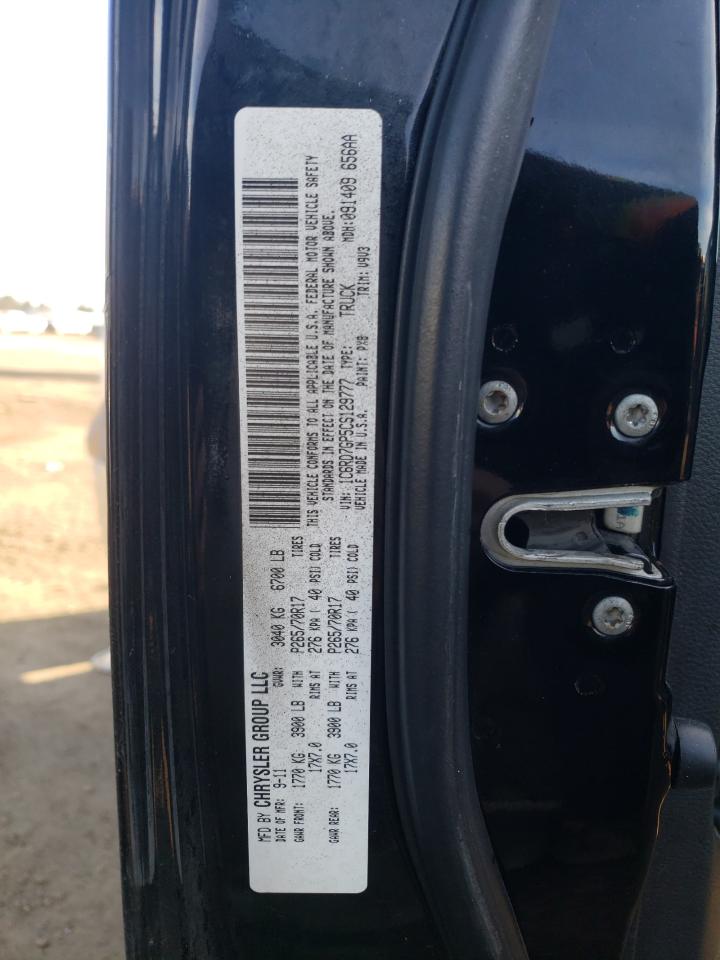 MFD BY CHRYSLER GROUP LLC
DATE OF MFR: 9-11 GVWR: 3040 KG 6700 LB
GAWR FRONT: 1770 KG 3900 LB WITH P265/70R17 TIRES
17X7.0 RIMS AT 276 KPA ( 40 PSI) COLD
GAWR REAR: 1770 KG 3900 LB WITH P265/70R17 TIRES
17X7.0 RIMS AT 276 KPA ( 40 PSI) COLD
THIS VEHICLE CONFORMS TO ALL APPLICABLE U.S.A. FEDERAL MOTOR VEHICLE SAFETY
STANDARDS IN EFFECT ON THE DATE OF MANUFACTURE SHOWN ABOVE.
VIN: 1C6RD7GP5CS129777 TYPE: TRUCK MDH:091409 656AA
VEHICLE MADE IN U.S.A. PAINT: PXB TRIM: V9V3